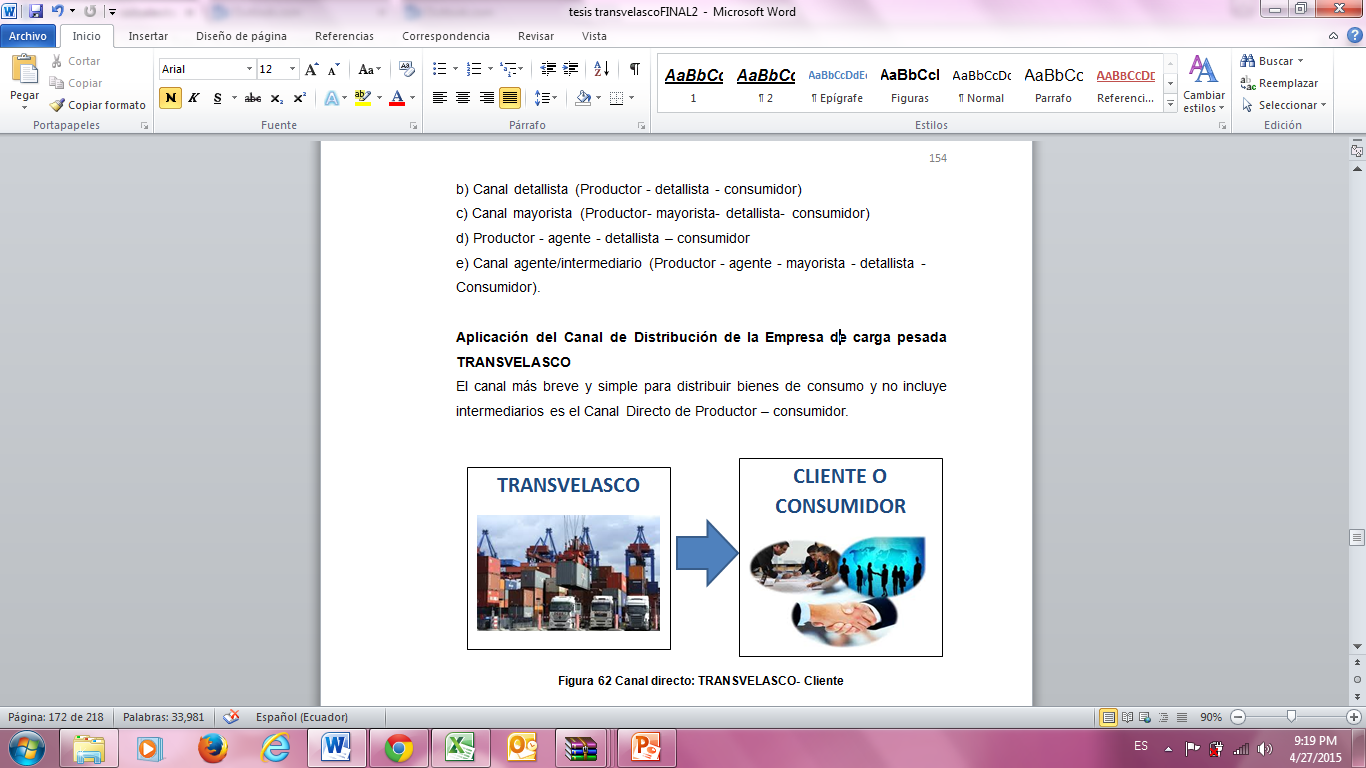 tesis transvelascoFINAL2 - Microsoft Word
Archivo Inicio Insertar Diseño de página Referencias Correspondencia Revisar Vista
Pegar
Cortar
Copiar
Copiar formato
Portapapeles
Arial 12
Fuente
Párrafo
AaBbCc AaBbCc AaBbCcDdE AaBbCcI AaBbCcDc AaBbCc AaBbCcDd
1 ¶ 2 ¶ Epígrafe Figuras ¶ Normal Parrafo Referenci...
Estilos
Cambiar estilos
Buscar
Reemplazar
Seleccionar
Edición
154
b) Canal detallista (Productor - detallista - consumidor)
c) Canal mayorista (Productor- mayorista- detallista- consumidor)
d) Productor - agente - detallista – consumidor
e) Canal agente/intermediario (Productor - agente - mayorista - detallista -
Consumidor).
Aplicación del Canal de Distribución de la Empresa de carga pesada
TRANSVELASCO
El canal más breve y simple para distribuir bienes de consumo y no incluye
intermediarios es el Canal Directo de Productor – consumidor.
TRANSVELASCO
CLIENTE O
CONSUMIDOR
Figura 62 Canal directo: TRANSVELASCO- Cliente
Página: 172 de 218 Palabras: 33,981 Español (Ecuador) 90%
ES
9:19 PM
4/27/2015